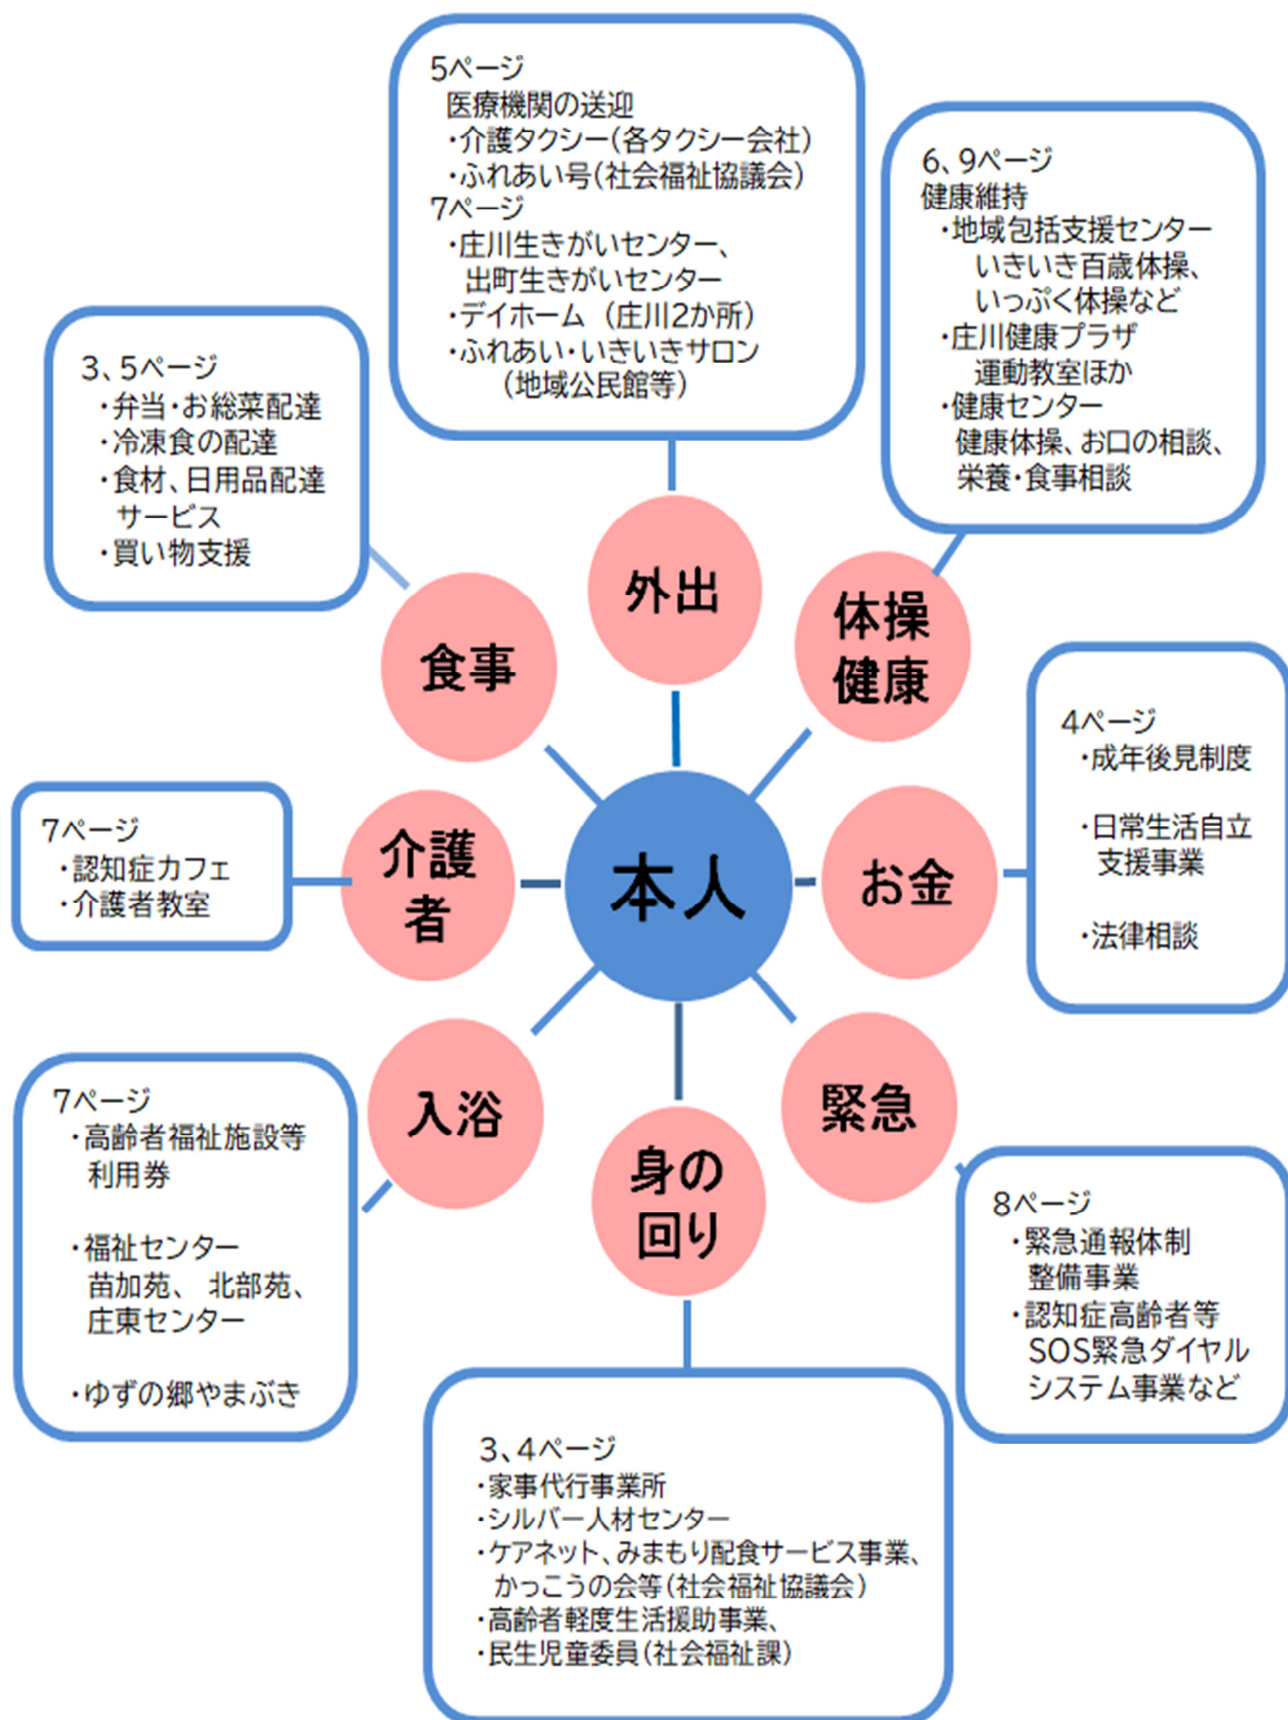 5ページ
医療機関の送迎
・介護タクシー(各タクシー会社)
・ふれあい号(社会福祉協議会)
7ページ
・庄川生きがいセンター、
出町生きがいセンター
・デイホーム (庄川2か所)
・ふれあい・いきいきサロン
(地域公民館等)
6、9ページ
健康維持
・地域包括支援センター
いきいき百歳体操、
いっぷく体操など
・庄川健康プラザ
運動教室ほか
・健康センター
健康体操、お口の相談、
栄養・食事相談
3、5ページ
・弁当・お総菜配達
・冷凍食の配達
・食材、日用品配達
サービス
・買い物支援
外出
体操
健康
食事
4ページ
・成年後見制度
・日常生活自立
支援事業
・法律相談
7ページ
・認知症カフェ
・介護者教室
介護
者
本人
お金
7ページ
・高齢者福祉施設等
利用券
・福祉センター
苗加苑、 北部苑、
庄東センター
・ゆずの郷やまぶき
入浴
身の
回り
緊急
8ページ
・緊急通報体制
整備事業
・認知症高齢者等
SOS緊急ダイヤル
システム事業など
3、4ページ
・家事代行事業所
・シルバー人材センター
・ケアネット、みまもり配食サービス事業、
かっこうの会等(社会福祉協議会)
・高齢者軽度生活援助事業、
・民生児童委員(社会福祉課)